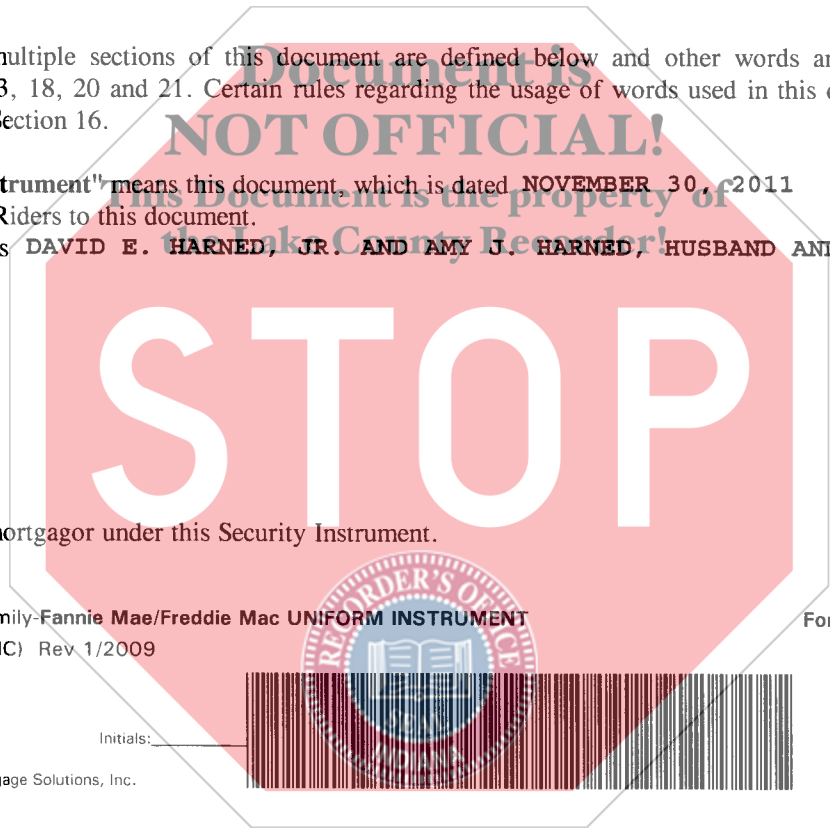 multiple sections of this document are defined below and other words
Document is
3, 18, 20 and 21. Certain rules regarding the usage of words used in this
Section 16.
NOT OFFICIAL!
trument" means this document, which is dated NOVEMBER 30, 2011
This Document is the property of
Riders to this document.
the Lake County Recorder!
s DAVID E. HARNED, JR. AND AMY J. HARNED, HUSBAND AND
STOP
mortgagor under this Security Instrument.
RECORDER'S OFFICE
mily-Fannie Mae/Freddie Mac UNIFORM INSTRUMENT
For
IC) Rev 1/2009
SEAL
INDIANA
Initials:
gage Solutions, Inc.